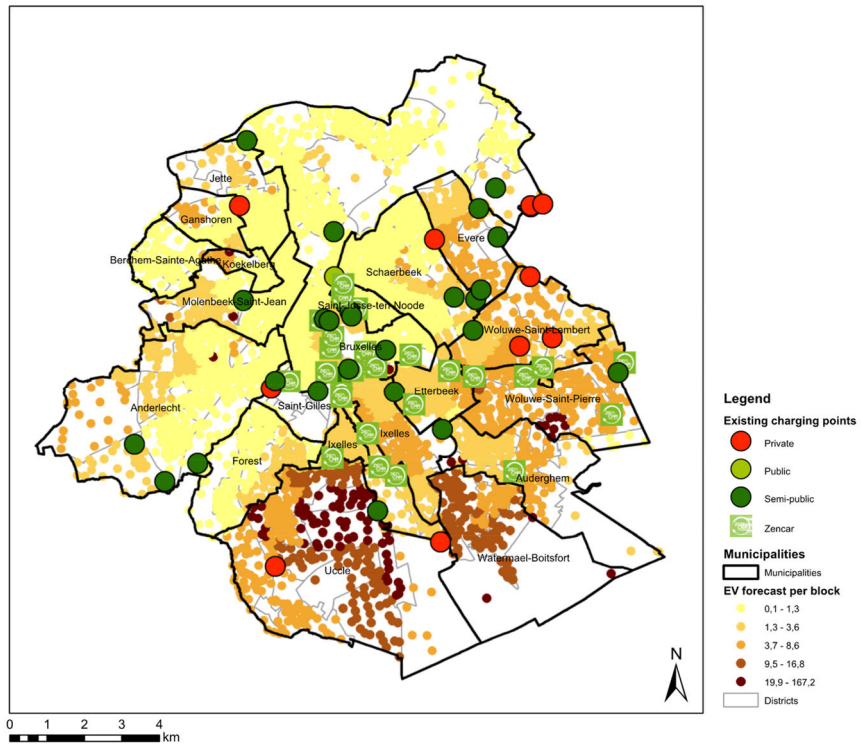 Jette
Ganshoren
Evere
Berchem-Sainte-Agathe
Koekelberg
Schaerbeek
Molenbeek-Saint-Jean
Saint-Josse-ten-Noode
Woluwe-Saint-Lambert
Bruxelles
Anderlecht
Saint-Gilles
Etterbeek
Woluwe-Saint-Pierre
Forest
Ixelles
Ixelles
Auderghem
Uccle
Watermael-Boitsfort
Legend
Existing charging points
Private
Public
Semi-public
Zencar
Municipalities
Municipalities
EV forecast per block
0,1 - 1,3
1,3 - 3,6
3,7 - 8,6
9,5 - 16,8
19,9 - 167,2
Districts
N
0 1 2 3 4
km